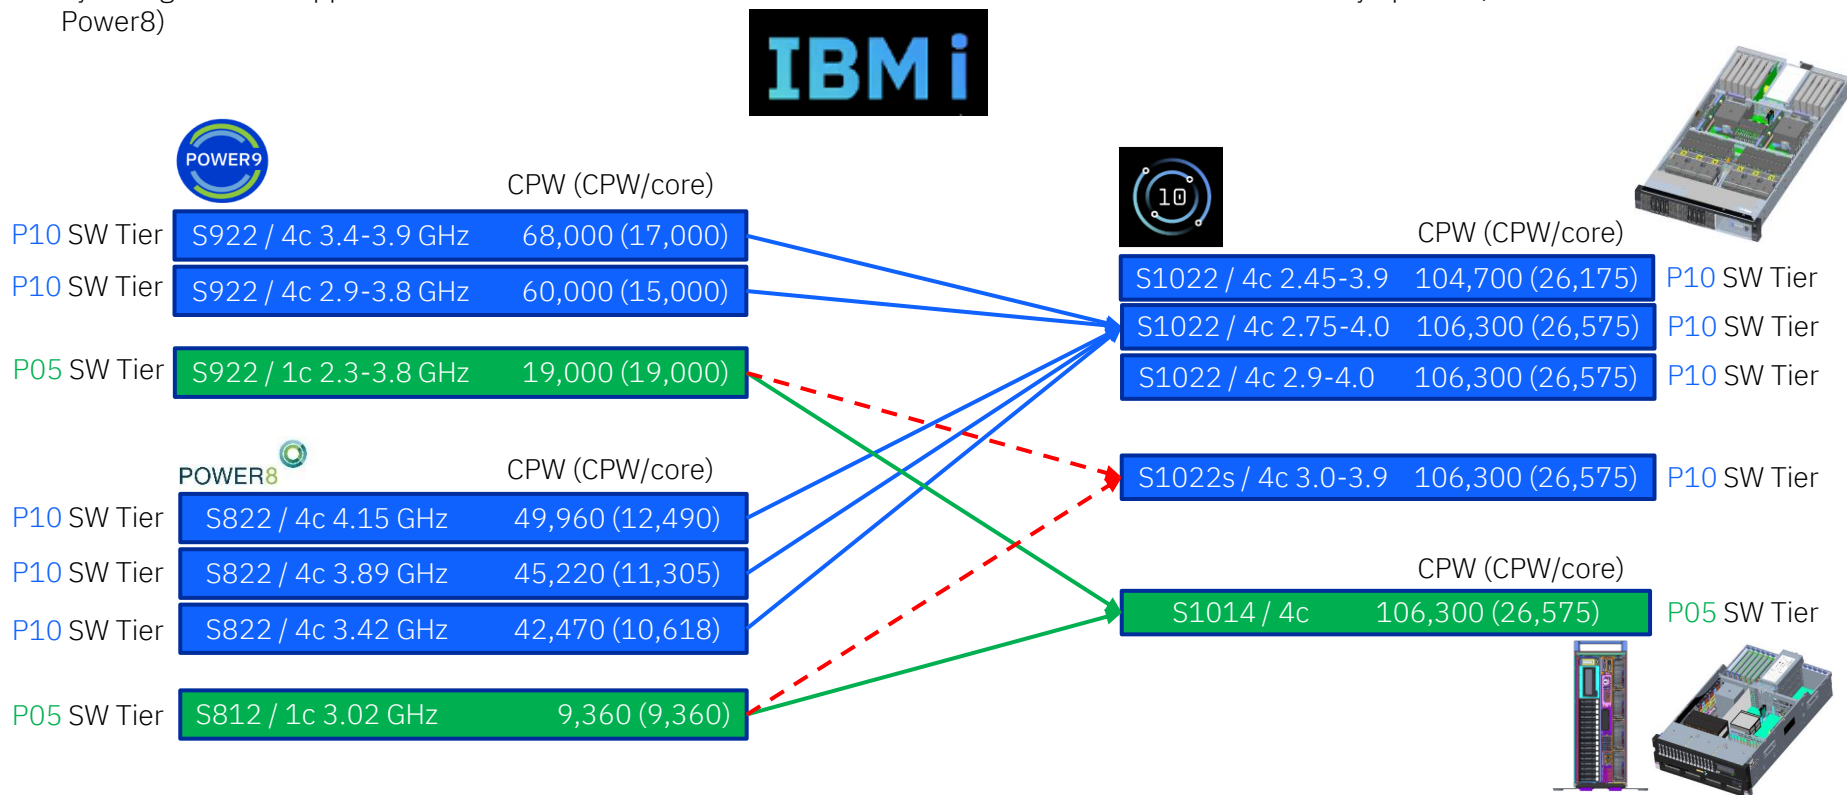 Power8)
IBM i
POWER9
CPW (CPW/core)
P10 SW Tier S922 / 4c 3.4-3.9 GHz 68,000 (17,000)
P10 SW Tier S922 / 4c 2.9-3.8 GHz 60,000 (15,000)
P05 SW Tier S922 / 1c 2.3-3.8 GHz 19,000 (19,000)
POWER8
CPW (CPW/core)
P10 SW Tier S822 / 4c 4.15 GHz 49,960 (12,490)
P10 SW Tier S822 / 4c 3.89 GHz 45,220 (11,305)
P10 SW Tier S822 / 4c 3.42 GHz 42,470 (10,618)
P05 SW Tier S812 / 1c 3.02 GHz 9,360 (9,360)
10
CPW (CPW/core)
S1022 / 4c 2.45-3.9 104,700 (26,175) P10 SW Tier
S1022 / 4c 2.75-4.0 106,300 (26,575) P10 SW Tier
S1022 / 4c 2.9-4.0 106,300 (26,575) P10 SW Tier
S1022s / 4c 3.0-3.9 106,300 (26,575) P10 SW Tier
CPW (CPW/core)
S1014 / 4c 106,300 (26,575) P05 SW Tier